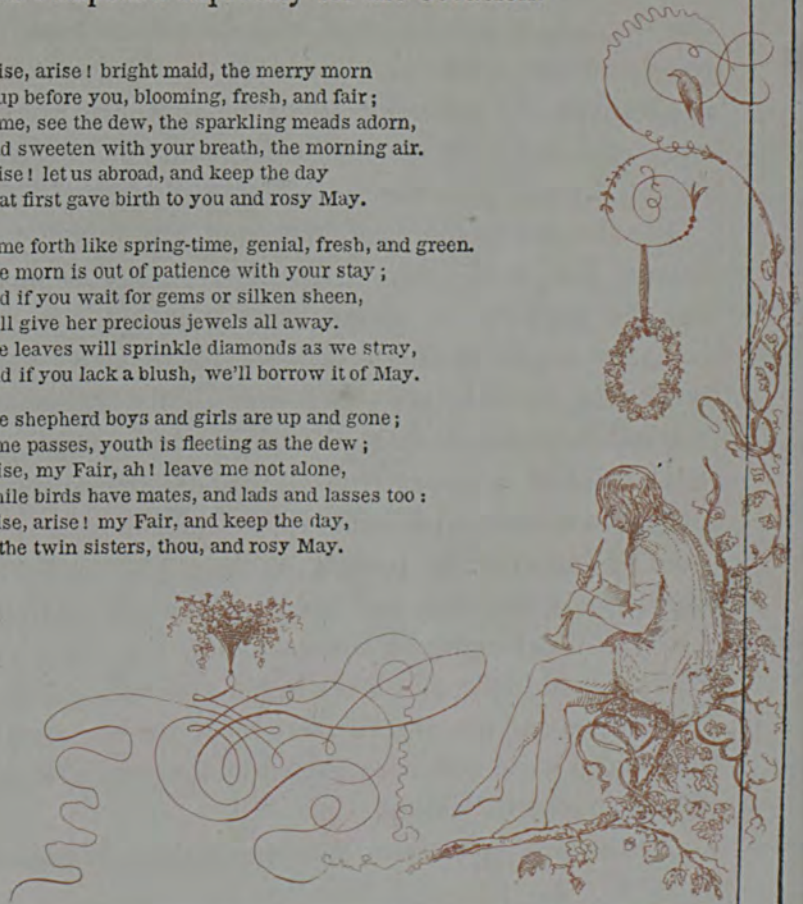 ise, arise! bright maid, the merry morn
up before you, blooming, fresh, and fair;
me, see the dew, the sparkling meads adorn,
d sweeten with your breath, the morning air.
ise! let us abroad, and keep the day
at first gave birth to you and rosy May.
me forth like spring-time, genial, fresh, and green.
e morn is out of patience with your stay;
d if you wait for gems or silken sheen,
ll give her precious jewels all away.
e leaves will sprinkle diamonds as we stray,
d if you lack a blush, we'll borrow it of May.
e shepherd boys and girls are up and gone;
me passes, youth is fleeting as the dew;
ise, my Fair, ah! leave me not alone,
hile birds have mates, and lads and lasses too:
ise, arise! my Fair, and keep the day,
the twin sisters, thou, and rosy May.